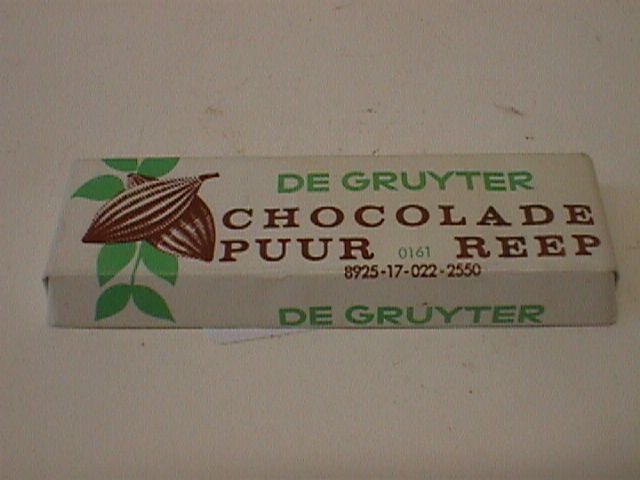 DE GRUYTER
CHOCOLADE
PUUR 0161 REEP
8925-17-022-2550
DE GRUYTER